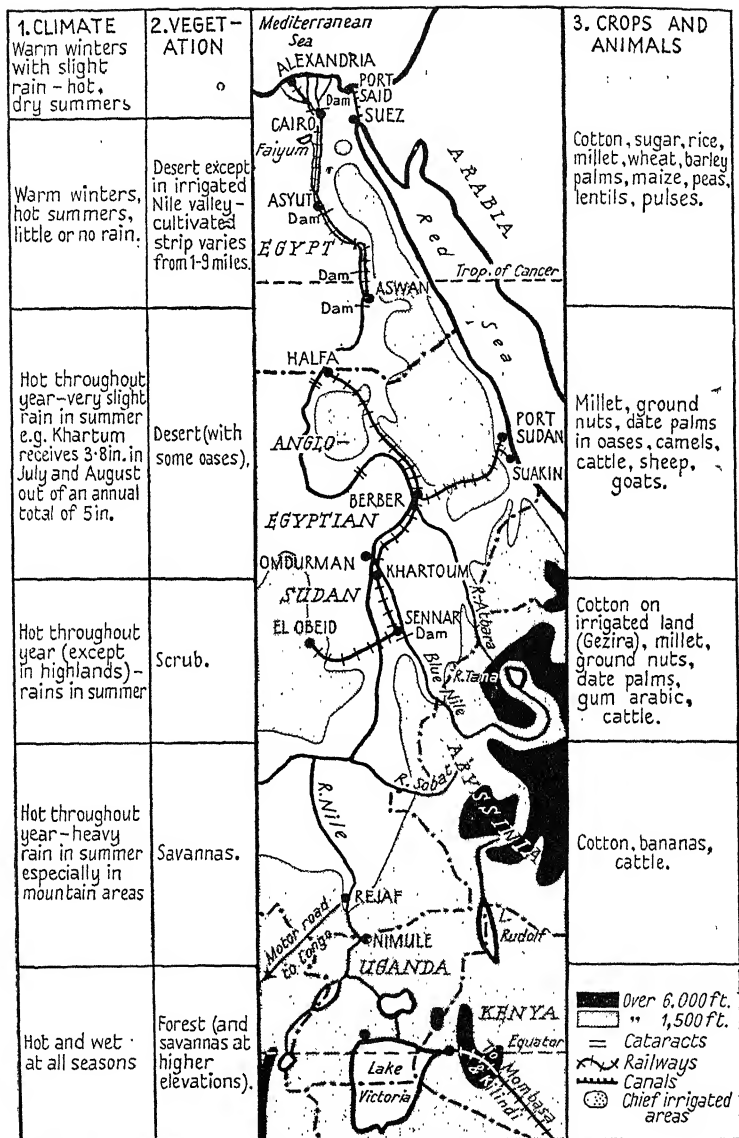 1. CLIMATE
Warm winters
with slight
rain – hot,
dry summers
Warm winters,
hot summers,
little or no rain.
Hot throughout
year–very slight
rain in summer
e.g. Khartum
receives 3·8in. in
July and August
out of an annual
total of 5in.
Hot throughout
year (except
in highlands)–
rains in summer
Hot throughout
year–heavy
rain in summer
especially in
mountain areas
Hot and wet
at all seasons
2. VEGET-
ATION
Desert except
in irrigated
Nile valley–
cultivated
strip varies
from 1-9 miles.
Desert (with
some oases).
Scrub.
Savannas.
Forest (and
savannas at
higher
elevations).
Mediterranean
Sea
ALEXANDRIA
PORT
SAID
Dam
SUEZ
CAIRO
Faiyum
ARABIA
ASYUT
Dam
Red
Sea
EGYPT
Dam
Trop. of Cancer
ASWAN
Dam
HALFA
PORT
SUDAN
ANGLO–
SUAKIN
BERBER
EGYPTIAN
OMDURMAN
KHARTOUM
SUDAN
R. Atbara
EL OBEID
SENNAR
Dam
Blue Nile
R. Tana
ABYSSINIA
R. Sobat
R. Nile
REJAF
Motor road
to Congo
NIMULE
L.
Rudolf
UGANDA
KENYA
Equator
Lake
Victoria
To Mombasa
& Kilindi
3. CROPS AND
ANIMALS
Cotton, sugar, rice,
millet, wheat, barley
palms, maize, peas,
lentils, pulses.
Millet, ground
nuts, date palms
in oases, camels,
cattle, sheep,
goats.
Cotton on
irrigated land
(Gezira), millet,
ground nuts,
date palms,
gum arabic,
cattle.
Cotton, bananas,
cattle.
Over 6,000 ft.
" 1,500 ft.
Cataracts
Railways
Canals
Chief irrigated
areas